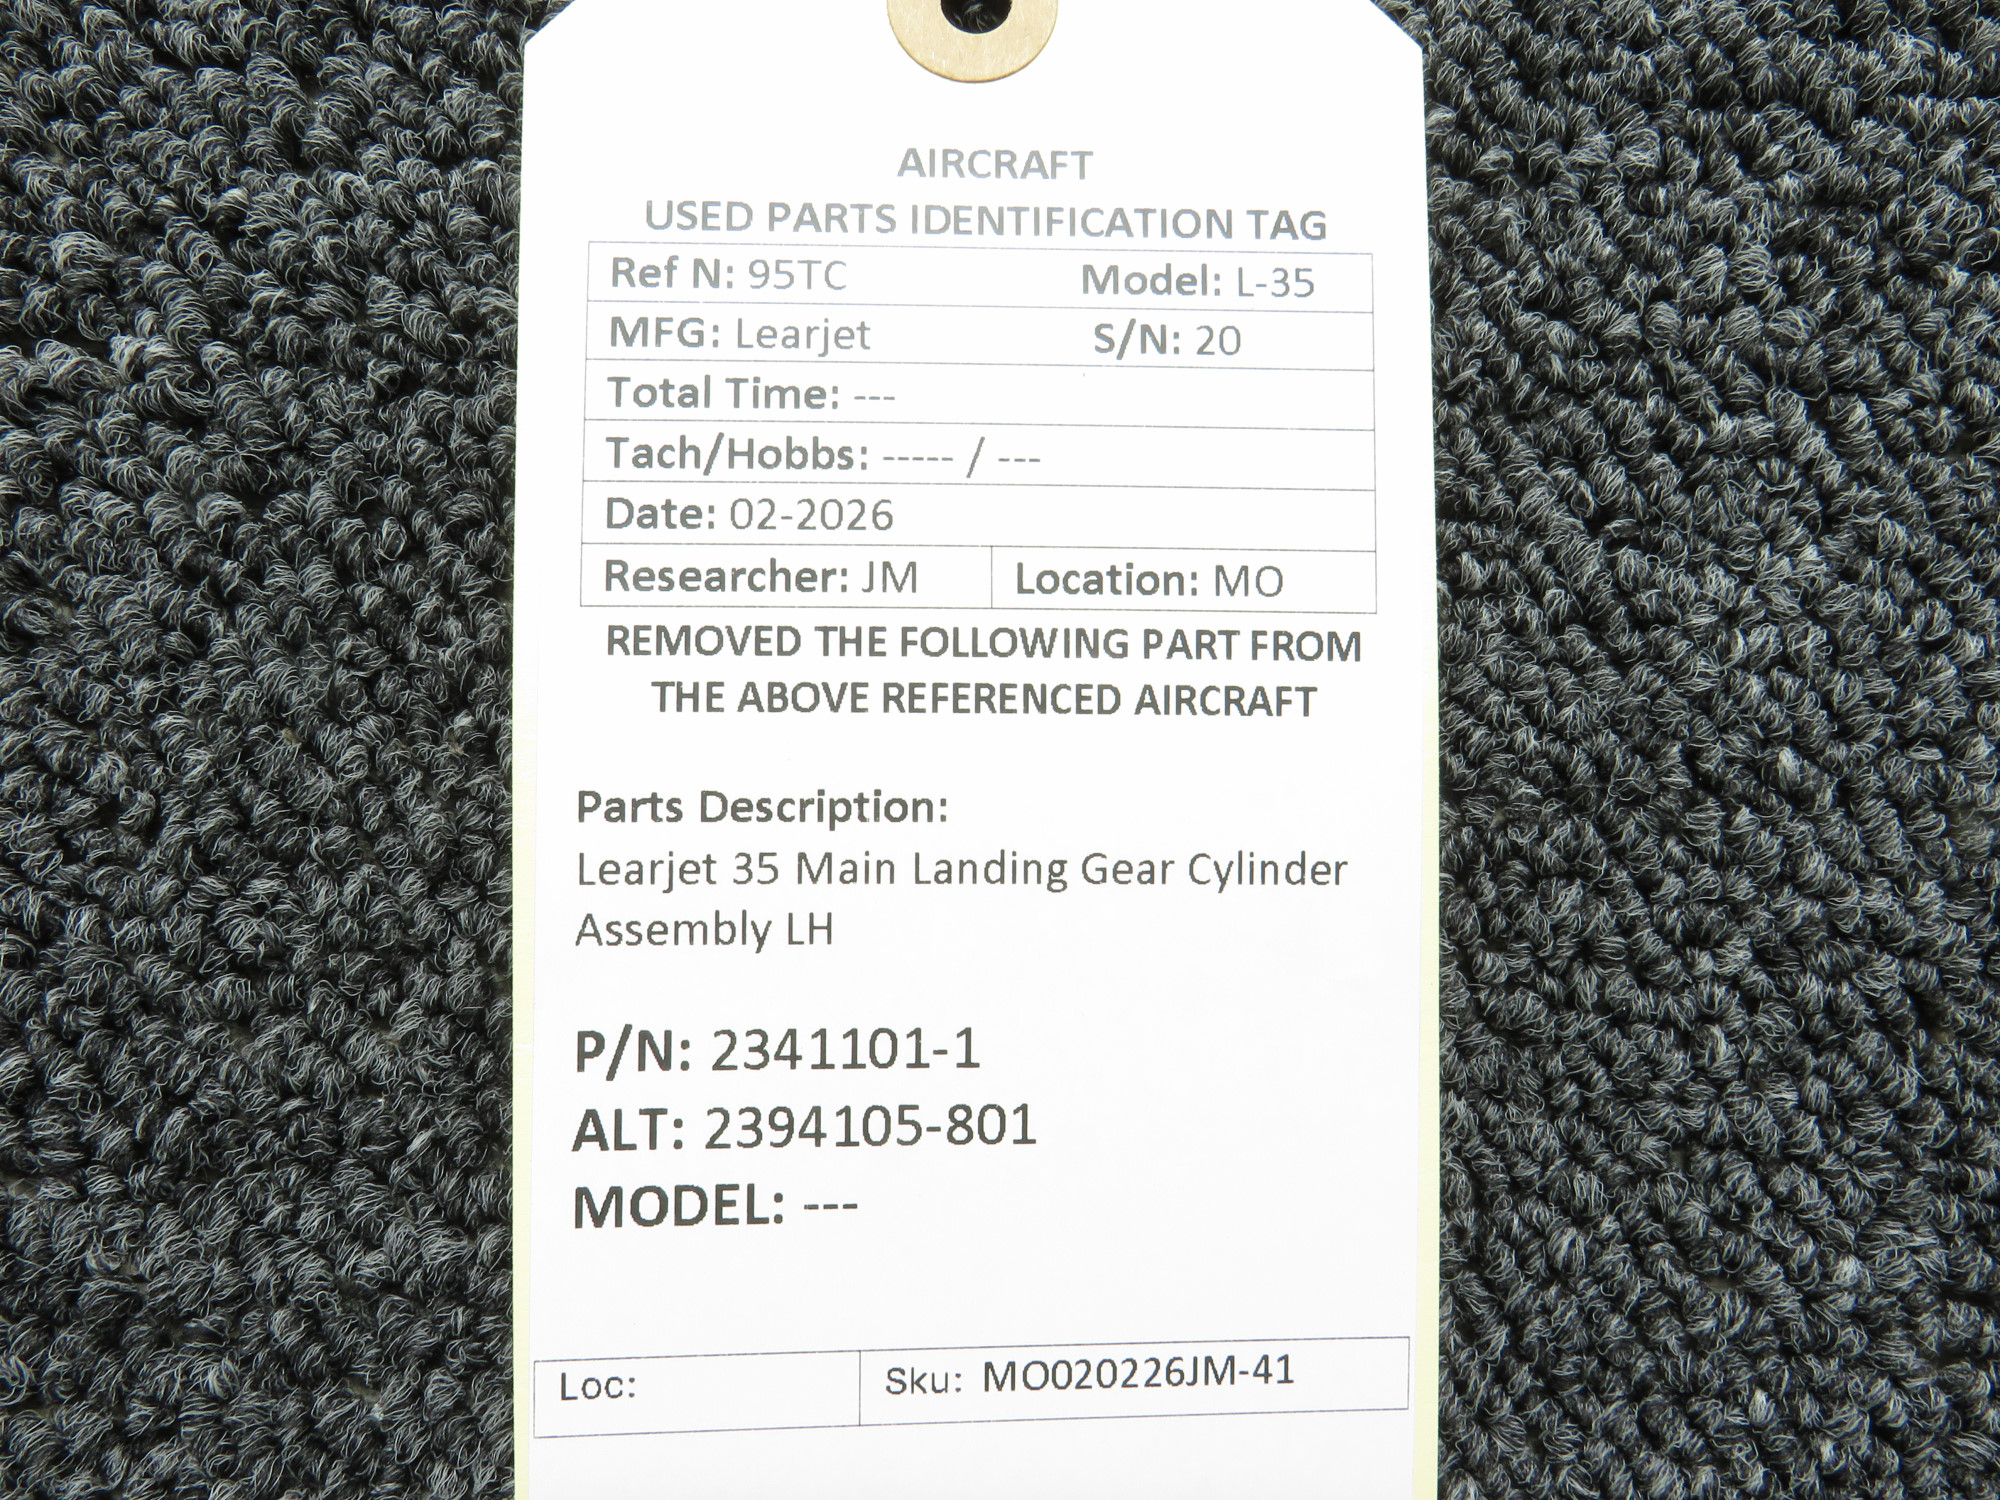 AIRCRAFT
USED PARTS IDENTIFICATION TAG
Ref N: 95TC Model: L-35
MFG: Learjet S/N: 20
Total Time: ---
Tach/Hobbs: ----- / ---
Date: 02-2026
Researcher: JM Location: MO
REMOVED THE FOLLOWING PART FROM
THE ABOVE REFERENCED AIRCRAFT
Parts Description:
Learjet 35 Main Landing Gear Cylinder
Assembly LH
P/N: 2341101-1
ALT: 2394105-801
MODEL: ---
Loc: Sku: MO020226JM-41